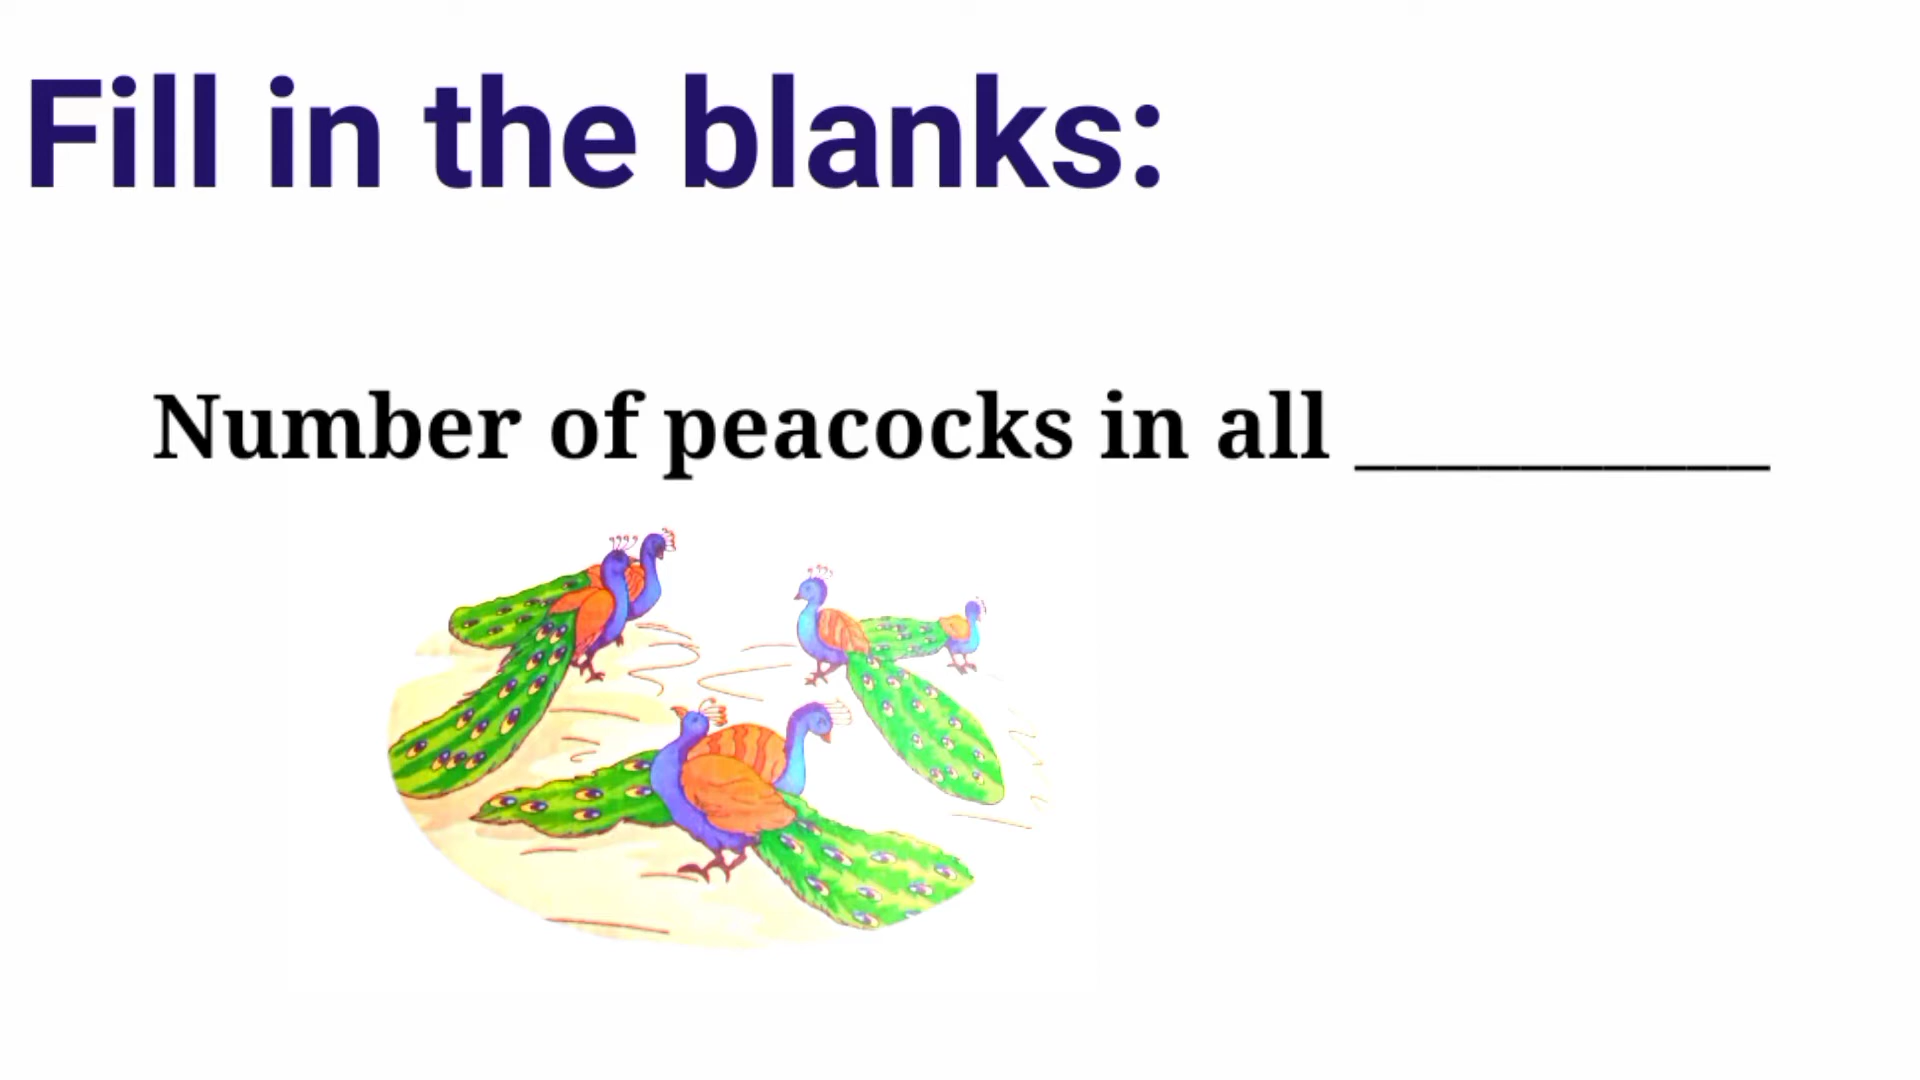 Fill in the blanks:
Number of peacocks in all __________